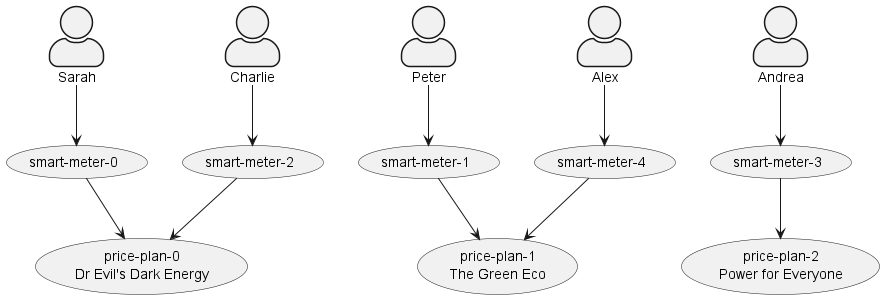 Sarah
Charlie
Peter
Alex
Andrea
smart-meter-0
smart-meter-2
smart-meter-1
smart-meter-4
smart-meter-3
price-plan-0
Dr Evil's Dark Energy
price-plan-1
The Green Eco
price-plan-2
Power for Everyone